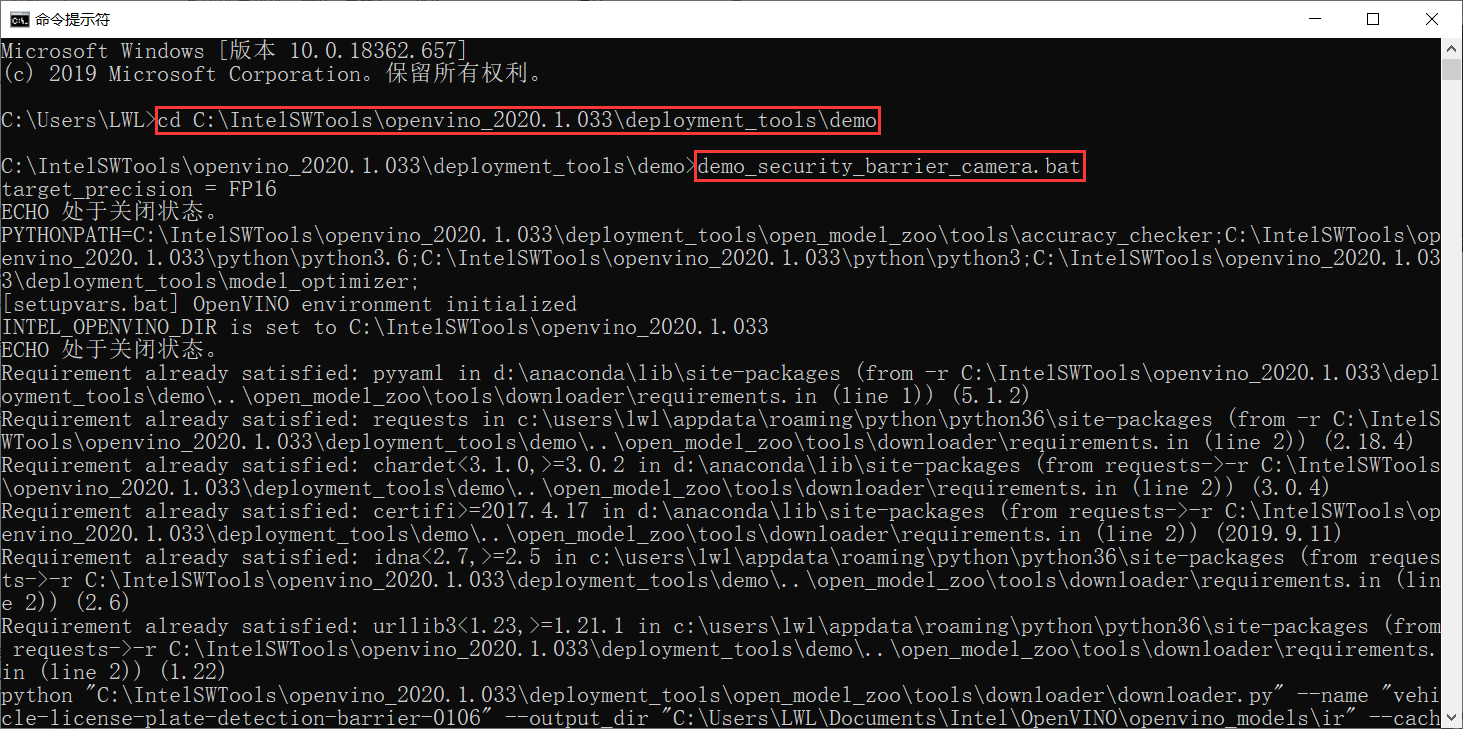 命令提示符
Microsoft Windows [版本 10.0.18362.657]
(c) 2019 Microsoft Corporation。保留所有权利。
C:\Users\LWL>cd C:\IntelSWTools\openvino_2020.1.033\deployment_tools\demo
C:\IntelSWTools\openvino_2020.1.033\deployment_tools\demo>demo_security_barrier_camera.bat
target_precision = FP16
ECHO 处于关闭状态。
PYTHONPATH=C:\IntelSWTools\openvino_2020.1.033\deployment_tools\open_model_zoo\tools\accuracy_checker;C:\IntelSWTools\op
envino_2020.1.033\python\python3.6;C:\IntelSWTools\openvino_2020.1.033\python\python3;C:\IntelSWTools\openvino_2020.1.03
3\deployment_tools\model_optimizer;
[setupvars.bat] OpenVINO environment initialized
INTEL_OPENVINO_DIR is set to C:\IntelSWTools\openvino_2020.1.033
ECHO 处于关闭状态。
Requirement already satisfied: pyyaml in d:\anaconda\lib\site-packages (from -r C:\IntelSWTools\openvino_2020.1.033\depl
oyment_tools\demo\..\open_model_zoo\tools\downloader\requirements.in (line 1)) (5.1.2)
Requirement already satisfied: requests in c:\users\lwl\appdata\roaming\python\python36\site-packages (from -r C:\IntelS
WTools\openvino_2020.1.033\deployment_tools\demo\..\open_model_zoo\tools\downloader\requirements.in (line 2)) (2.18.4)
Requirement already satisfied: chardet<3.1.0,>=3.0.2 in d:\anaconda\lib\site-packages (from requests->-r C:\IntelSWTools
\openvino_2020.1.033\deployment_tools\demo\..\open_model_zoo\tools\downloader\requirements.in (line 2)) (3.0.4)
Requirement already satisfied: certifi>=2017.4.17 in d:\anaconda\lib\site-packages (from requests->-r C:\IntelSWTools\op
envino_2020.1.033\deployment_tools\demo\..\open_model_zoo\tools\downloader\requirements.in (line 2)) (2019.9.11)
Requirement already satisfied: idna<2.7,>=2.5 in c:\users\lwl\appdata\roaming\python\python36\site-packages (from reques
ts->-r C:\IntelSWTools\openvino_2020.1.033\deployment_tools\demo\..\open_model_zoo\tools\downloader\requirements.in (lin
e 2)) (2.6)
Requirement already satisfied: urllib3<1.23,>=1.21.1 in c:\users\lwl\appdata\roaming\python\python36\site-packages (from
 requests->-r C:\IntelSWTools\openvino_2020.1.033\deployment_tools\demo\..\open_model_zoo\tools\downloader\requirements.
in (line 2)) (1.22)
python "C:\IntelSWTools\openvino_2020.1.033\deployment_tools\open_model_zoo\tools\downloader\downloader.py" --name "vehi
cle-license-plate-detection-barrier-0106" --output_dir "C:\Users\LWL\Documents\Intel\OpenVINO\openvino_models\ir" --cach